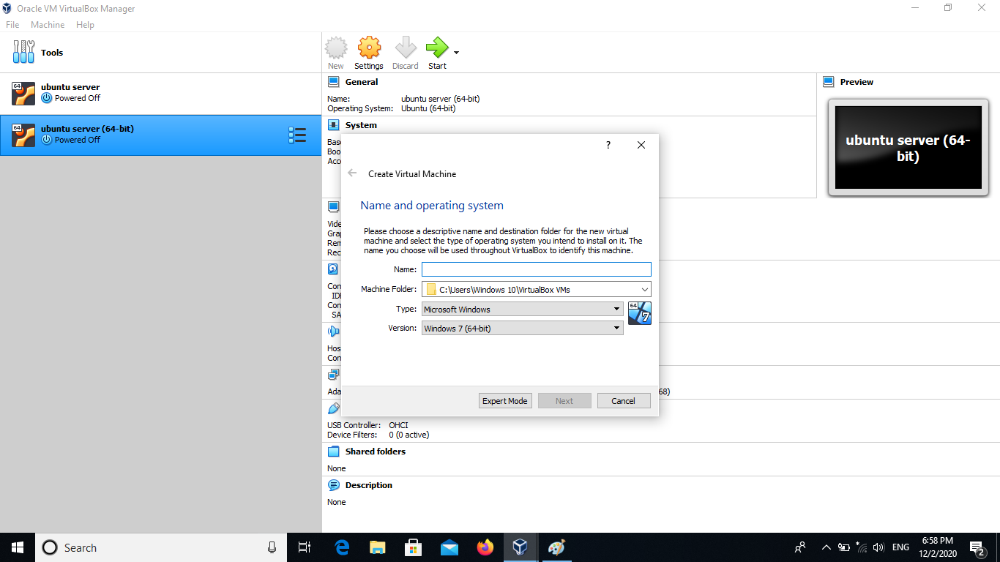 Oracle VM VirtualBox Manager
File Machine Help
Tools
New Settings Discard Start
64
ubuntu server
Powered Off
64
ubuntu server (64-bit)
Powered Off
General
Name: ubuntu server (64-bit)
Operating System: Ubuntu (64-bit)
System
Bas
Boo
Acc
Preview
ubuntu server (64-
bit)
?
Create Virtual Machine
Name and operating system
Please choose a descriptive name and destination folder for the new virtual
machine and select the type of operating system you intend to install on it. The
name you choose will be used throughout VirtualBox to identify this machine.
Name:
Machine Folder: C:\Users\Windows 10\VirtualBox VMs
Type: Microsoft Windows
Version: Windows 7 (64-bit)
64
7
Expert Mode Next Cancel
Vide
Grap
Rem
Rec
Con
IDE
Con
SA
Hos
Con
Ada 68)
USB Controller: OHCI
Device Filters: 0 (0 active)
Shared folders
None
Description
None
Search
ENG
6:58 PM
12/2/2020
2